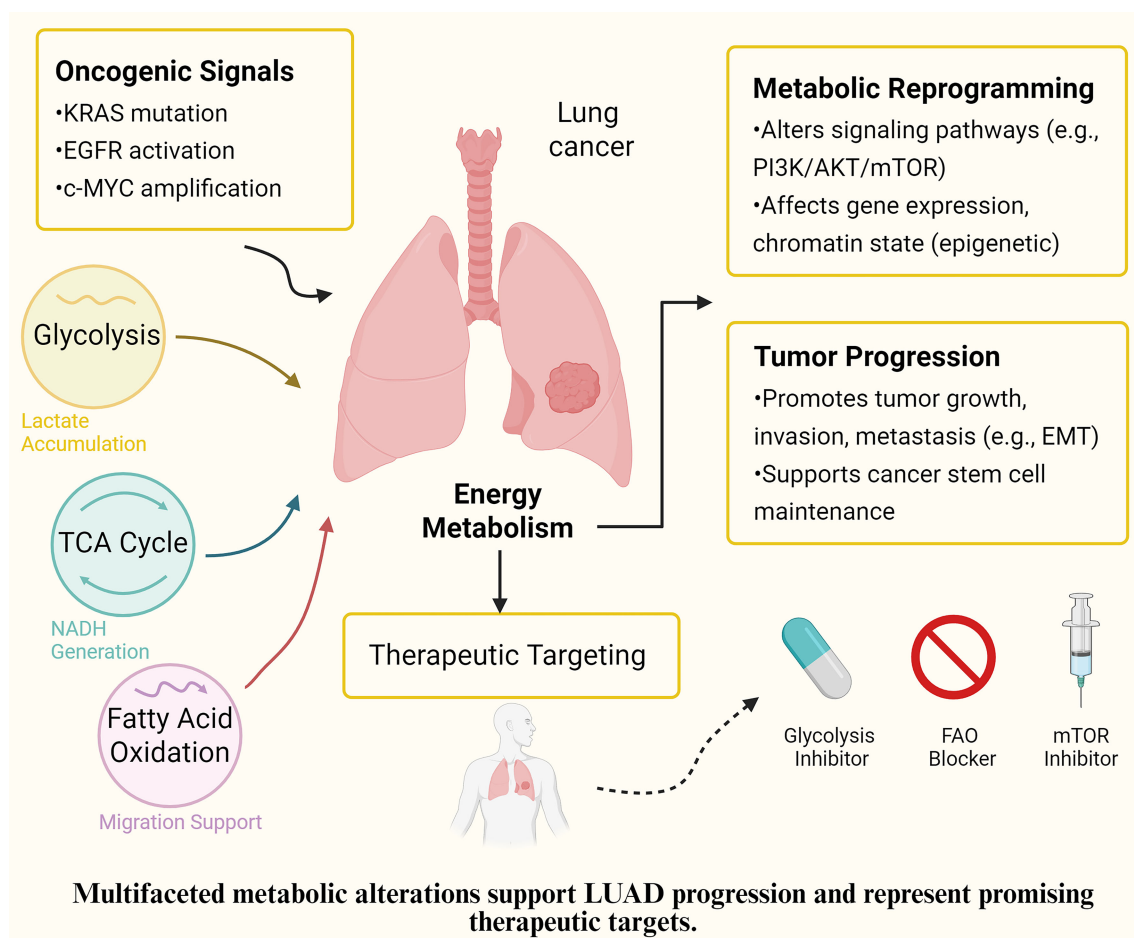 Oncogenic Signals
•KRAS mutation
•EGFR activation
•c-MYC amplification
Lung
cancer
Metabolic Reprogramming
•Alters signaling pathways (e.g.,
PI3K/AKT/mTOR)
•Affects gene expression,
chromatin state (epigenetic)
Glycolysis
Lactate
Accumulation
TCA Cycle
NADH
Generation
Fatty Acid
Oxidation
Migration Support
Energy
Metabolism
Tumor Progression
•Promotes tumor growth,
invasion, metastasis (e.g., EMT)
•Supports cancer stem cell
maintenance
Therapeutic Targeting
Glycolysis
Inhibitor
FAO
Blocker
mTOR
Inhibitor
Multifaceted metabolic alterations support LUAD progression and represent promising
therapeutic targets.